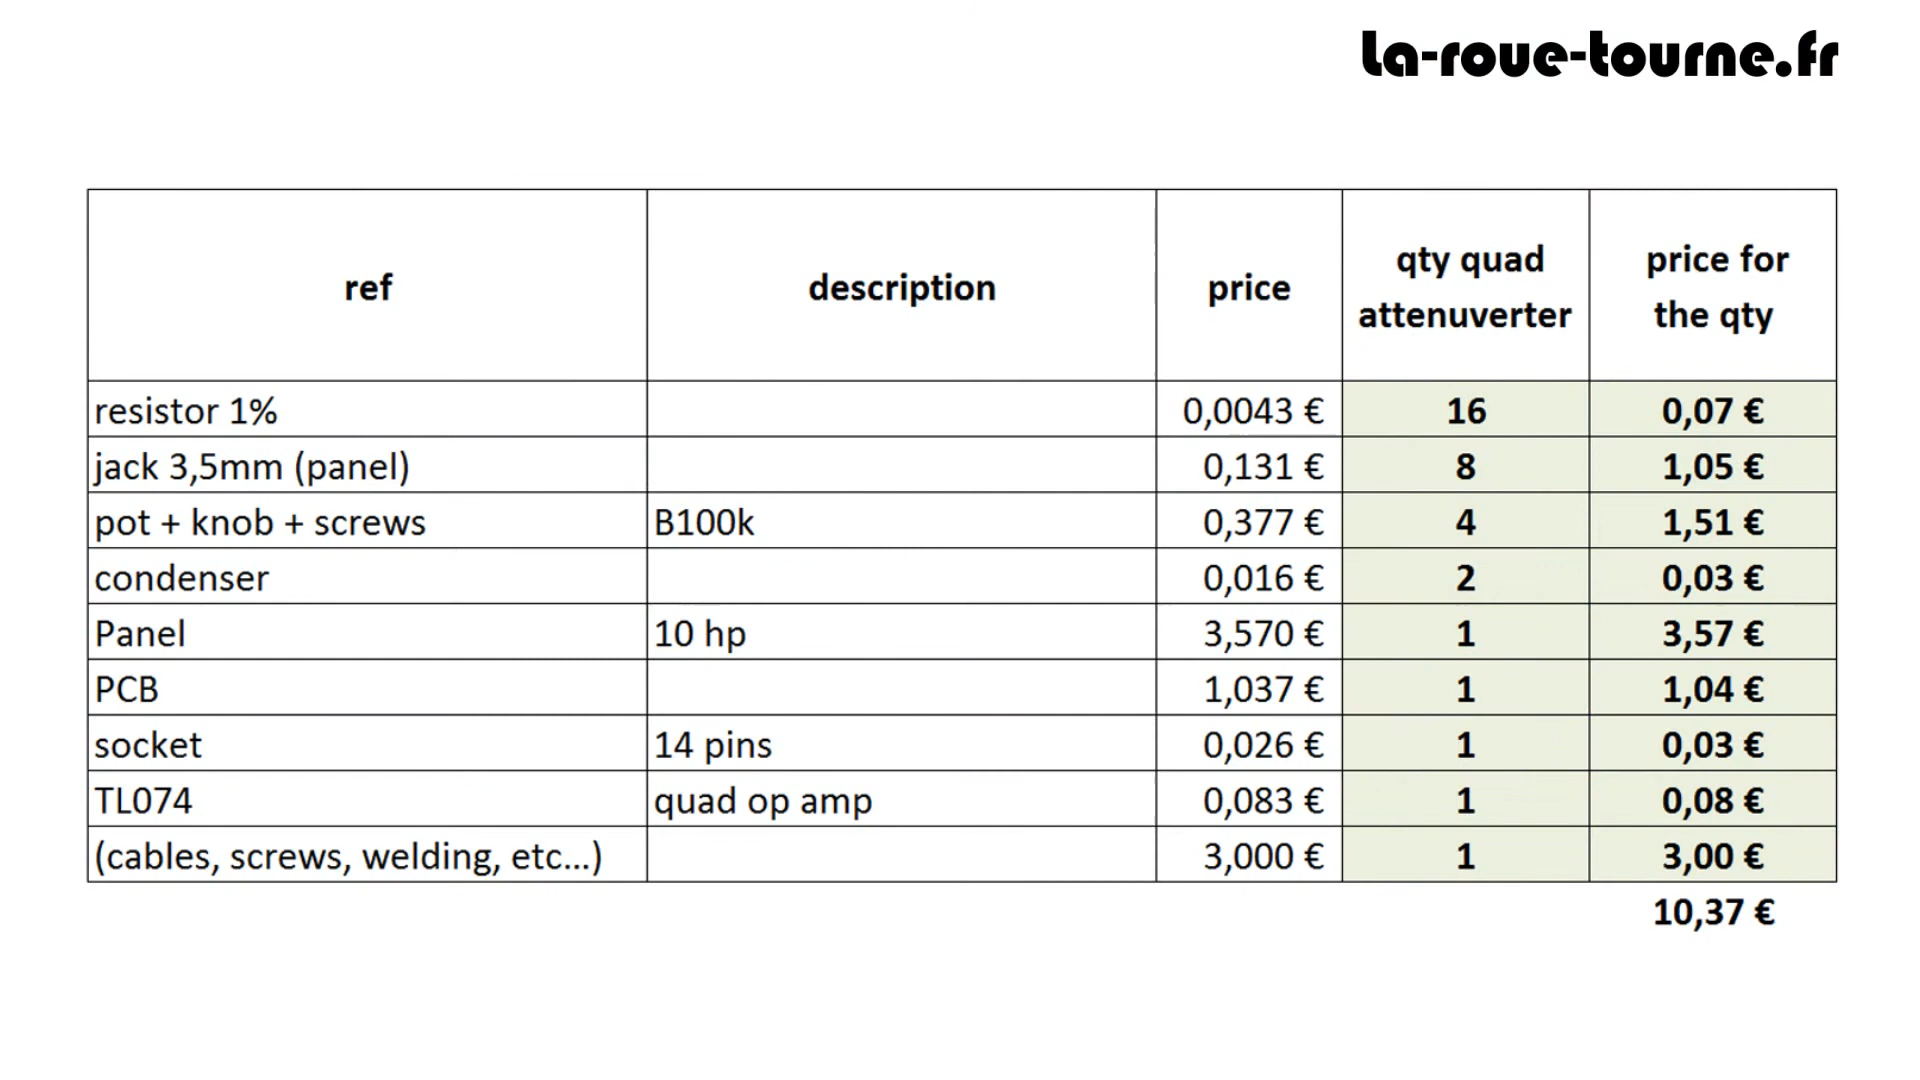 La-roue-tourne.fr
ref description price qty quad attenuverter price for the qty
resistor 1% 0,0043 € 16 0,07 €
jack 3,5mm (panel) 0,131 € 8 1,05 €
pot + knob + screws B100k 0,377 € 4 1,51 €
condenser 0,016 € 2 0,03 €
Panel 10 hp 3,570 € 1 3,57 €
PCB 1,037 € 1 1,04 €
socket 14 pins 0,026 € 1 0,03 €
TL074 quad op amp 0,083 € 1 0,08 €
(cables, screws, welding, etc...) 3,000 € 1 3,00 €
10,37 €